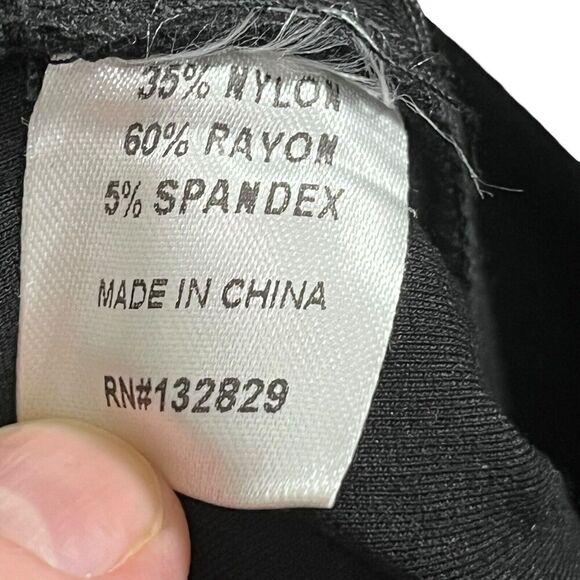 35% NYLON
60% RAYON
5% SPANDEX
MADE IN CHINA
RN#132829